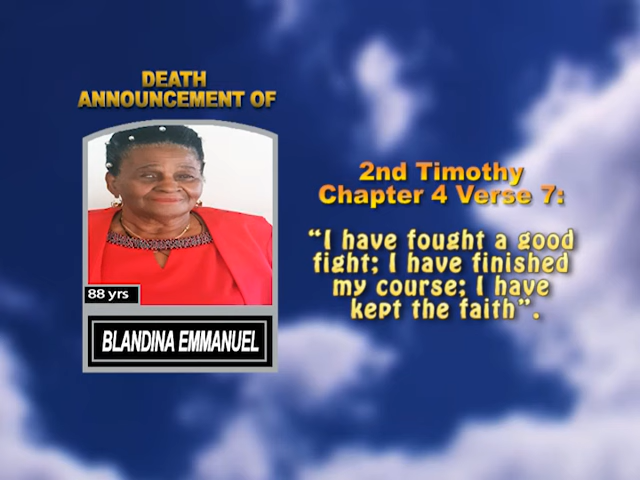 DEATH
ANNOUNCEMENT OF
88 yrs
BLANDINA EMMANUEL
2nd Timothy
Chapter 4 Verse 7:
“I have fought a good
fight; I have finished
my course; I have
kept the faith”.